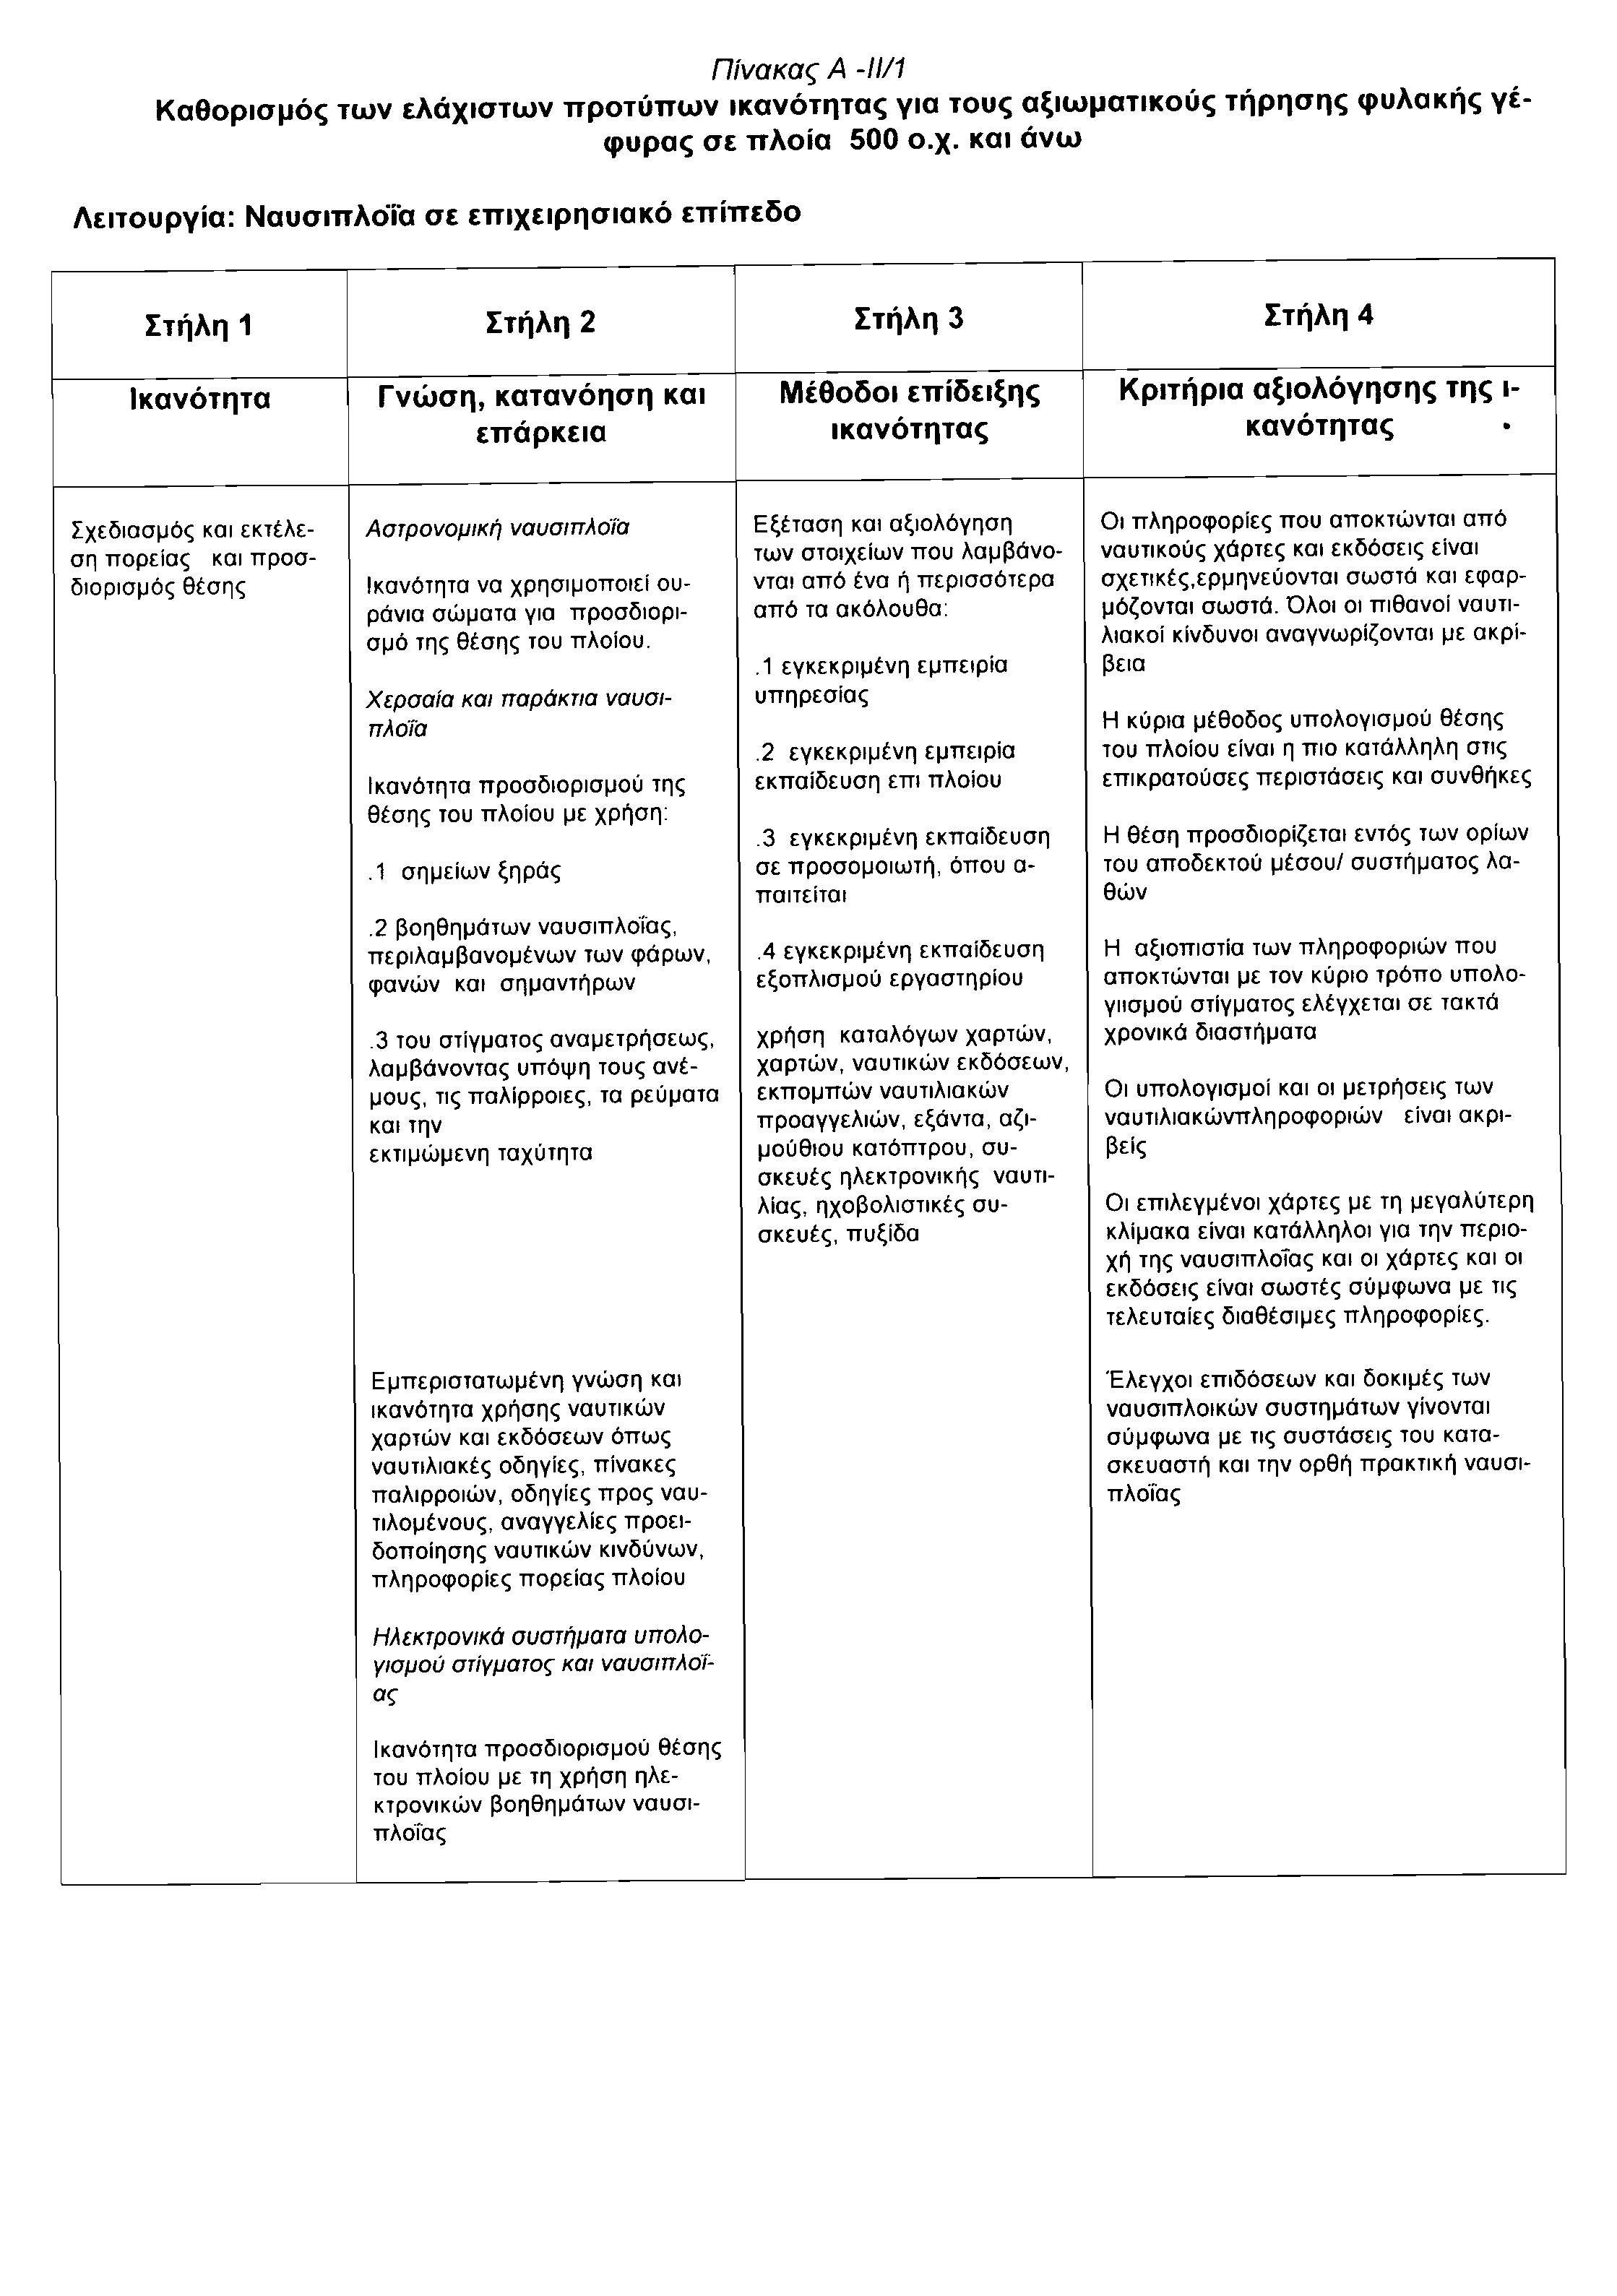 Πίνακας Α -ΙΙ/1
Καθορισμός των ελάχιστων προτύπων ικανότητας για τους αξιωματικούς τήρησης φυλακής γέ-
φυρας σε πλοία 500 ο.χ. και άνω
Λειτουργία: Ναυσιπλοΐα σε επιχειρησιακό επίπεδο
Στήλη 1
Στήλη 2
Στήλη 3
Στήλη 4
Ικανότητα
Γνώση, κατανόηση και
επάρκεια
Μέθοδοι επίδειξης
ικανότητας
Κριτήρια αξιολόγησης της ι-
κανότητας
Σχεδιασμός και εκτέλε-
ση πορείας και προσ-
διορισμός θέσης
Αστρονομική ναυσιπλοΐα
Ικανότητα να χρησιμοποιεί ου-
ράνια σώματα για προσδιορι-
σμό της θέσης του πλοίου.
Χερσαία και παράκτια ναυσι-
πλοΐα
Ικανότητα προσδιορισμού της
θέσης του πλοίου με χρήση:
.1 σημείων ξηράς
.2 βοηθημάτων ναυσιπλοΐας,
περιλαμβανομένων των φάρων,
φανών και σημαντήρων
.3 του στίγματος αναμετρήσεως,
λαμβάνοντας υπόψη τους ανέ-
μους, τις παλίρροιες, τα ρεύματα
και την
εκτιμώμενη ταχύτητα
Εμπεριστατωμένη γνώση και
ικανότητα χρήσης ναυτικών
χαρτών και εκδόσεων όπως
ναυτιλιακές οδηγίες, πίνακες
παλιρροιών, οδηγίες προς ναυ-
τιλομένους, αναγγελίες προει-
δοποίησης ναυτικών κινδύνων,
πληροφορίες πορείας πλοίου
Ηλεκτρονικά συστήματα υπολο-
γισμού στίγματος και ναυσιπλοΐ-
ας
Ικανότητα προσδιορισμού θέσης
του πλοίου με τη χρήση ηλε-
κτρονικών βοηθημάτων ναυσι-
πλοΐας
Εξέταση και αξιολόγηση
των στοιχείων που λαμβάνο-
νται από ένα ή περισσότερα
από τα ακόλουθα:
.1 εγκεκριμένη εμπειρία
υπηρεσίας
.2 εγκεκριμένη εμπειρία
εκπαίδευση επι πλοίου
.3 εγκεκριμένη εκπαίδευση
σε προσομοιωτή, όπου α-
παιτείται
.4 εγκεκριμένη εκπαίδευση
εξοπλισμού εργαστηρίου
χρήση καταλόγων χαρτών,
χαρτών, ναυτικών εκδόσεων,
εκπομπών ναυτιλιακών
προαγγελιών, εξάντα, αζι-
μούθιου κατόπτρου, συ-
σκευές ηλεκτρονικής ναυτι-
λίας, ηχοβολιστικές συ-
σκευές, πυξίδα
Οι πληροφορίες που αποκτώνται από
ναυτικούς χάρτες και εκδόσεις είναι
σχετικές,ερμηνεύονται σωστά και εφαρ-
μόζονται σωστά. Όλοι οι πιθανοί ναυτι-
λιακοί κίνδυνοι αναγνωρίζονται με ακρί-
βεια
Η κύρια μέθοδος υπολογισμού θέσης
του πλοίου είναι η πιο κατάλληλη στις
επικρατούσες περιστάσεις και συνθήκες
Η θέση προσδιορίζεται εντός των ορίων
του αποδεκτού μέσου/ συστήματος λα-
θών
Η αξιοπιστία των πληροφοριών που
αποκτώνται με τον κύριο τρόπο υπολο-
γιισμού στίγματος ελέγχεται σε τακτά
χρονικά διαστήματα
Οι υπολογισμοί και οι μετρήσεις των
ναυτιλιακώνπληροφοριών είναι ακρι-
βείς
Οι επιλεγμένοι χάρτες με τη μεγαλύτερη
κλίμακα είναι κατάλληλοι για την περιο-
χή της ναυσιπλοΐας και οι χάρτες και οι
εκδόσεις είναι σωστές σύμφωνα με τις
τελευταίες διαθέσιμες πληροφορίες.
Έλεγχοι επιδόσεων και δοκιμές των
ναυσιπλοικών συστημάτων γίνονται
σύμφωνα με τις συστάσεις του κατα-
σκευαστή και την ορθή πρακτική ναυσι-
πλοΐας